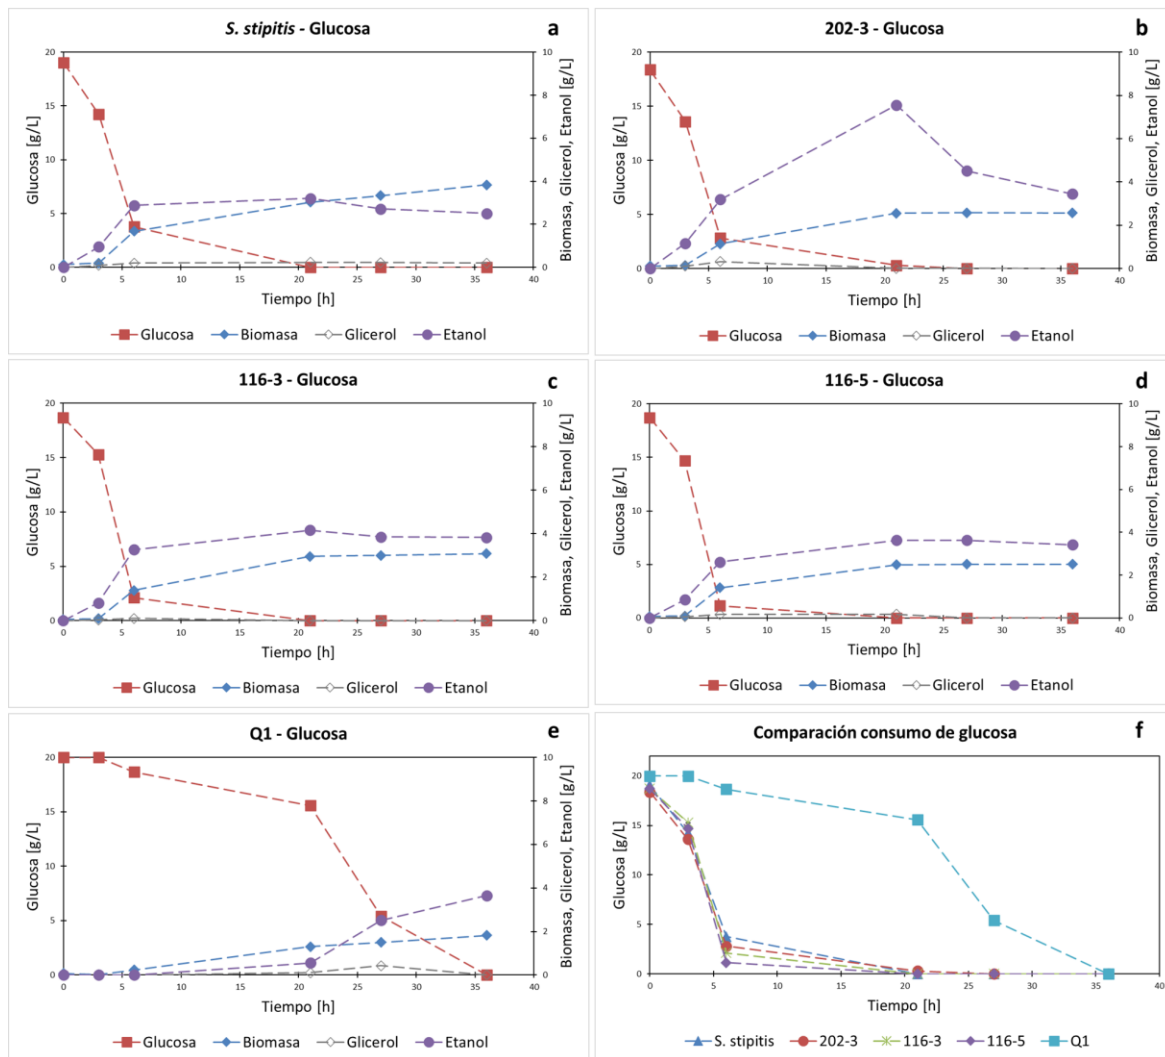 S. stipitis - Glucosa
a
20
15
10
5
0
10
8
6
4
2
0
0 5 10 15 20 25 30 35 40
Glucosa [g/L]
Biomasa, Glicerol, Etanol [g/L]
Tiempo [h]
Glucosa Biomasa Glicerol Etanol
202-3 - Glucosa
b
20
15
10
5
0
10
8
6
4
2
0
0 5 10 15 20 25 30 35 40
Glucosa [g/L]
Biomasa, Glicerol, Etanol [g/L]
Tiempo [h]
Glucosa Biomasa Glicerol Etanol
116-3 - Glucosa
c
20
15
10
5
0
10
8
6
4
2
0
0 5 10 15 20 25 30 35 40
Glucosa [g/L]
Biomasa, Glicerol, Etanol [g/L]
Tiempo [h]
Glucosa Biomasa Glicerol Etanol
116-5 - Glucosa
d
20
15
10
5
0
10
8
6
4
2
0
0 5 10 15 20 25 30 35 40
Glucosa [g/L]
Biomasa, Glicerol, Etanol [g/L]
Tiempo [h]
Glucosa Biomasa Glicerol Etanol
Q1 - Glucosa
e
20
15
10
5
0
10
8
6
4
2
0
0 5 10 15 20 25 30 35 40
Glucosa [g/L]
Biomasa, Glicerol, Etanol [g/L]
Tiempo [h]
Glucosa Biomasa Glicerol Etanol
Comparación consumo de glucosa
f
20
15
10
5
0
0 5 10 15 20 25 30 35 40
Glucosa [g/L]
Tiempo [h]
S. stipitis 202-3 116-3 116-5 Q1